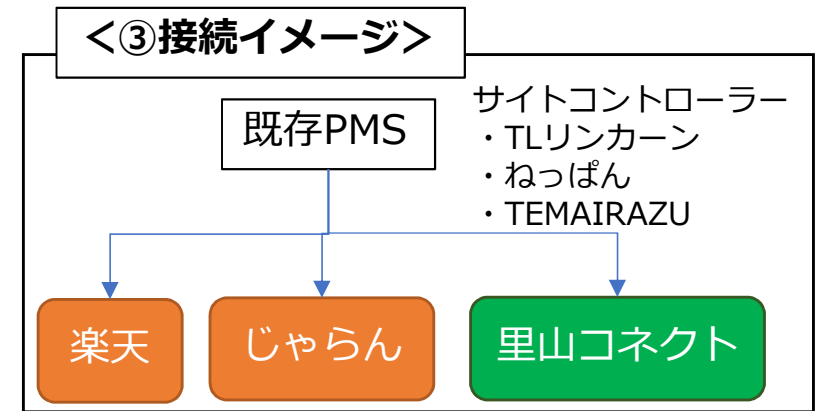 ＜③接続イメージ＞
既存PMS
サイトコントローラー
・TLリンカーン
・ねっぱん
・TEMAIRAZU
楽天
じゃらん
里山コネクト